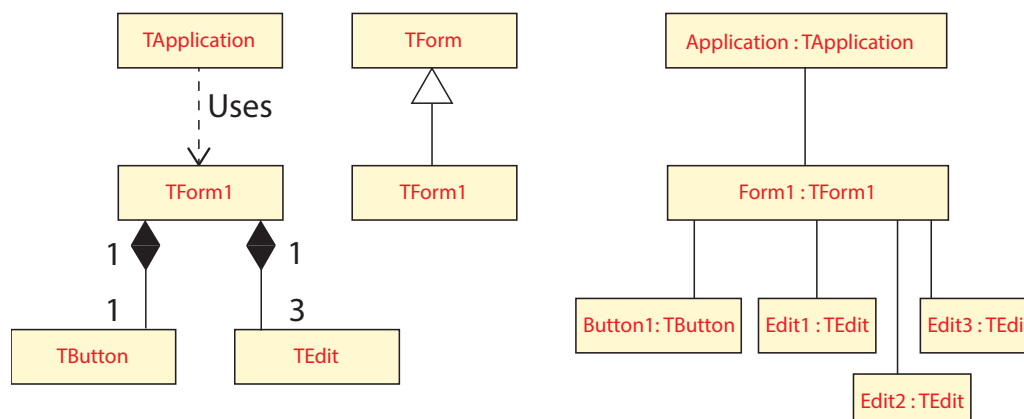 TApplication
TForm
Application : TApplication
Uses
TForm1
TForm1
Form1 : TForm1
1
1
1
3
TButton
TEdit
Button1: TButton
Edit1 : TEdit
Edit3 : TEdi
Edit2 : TEdit